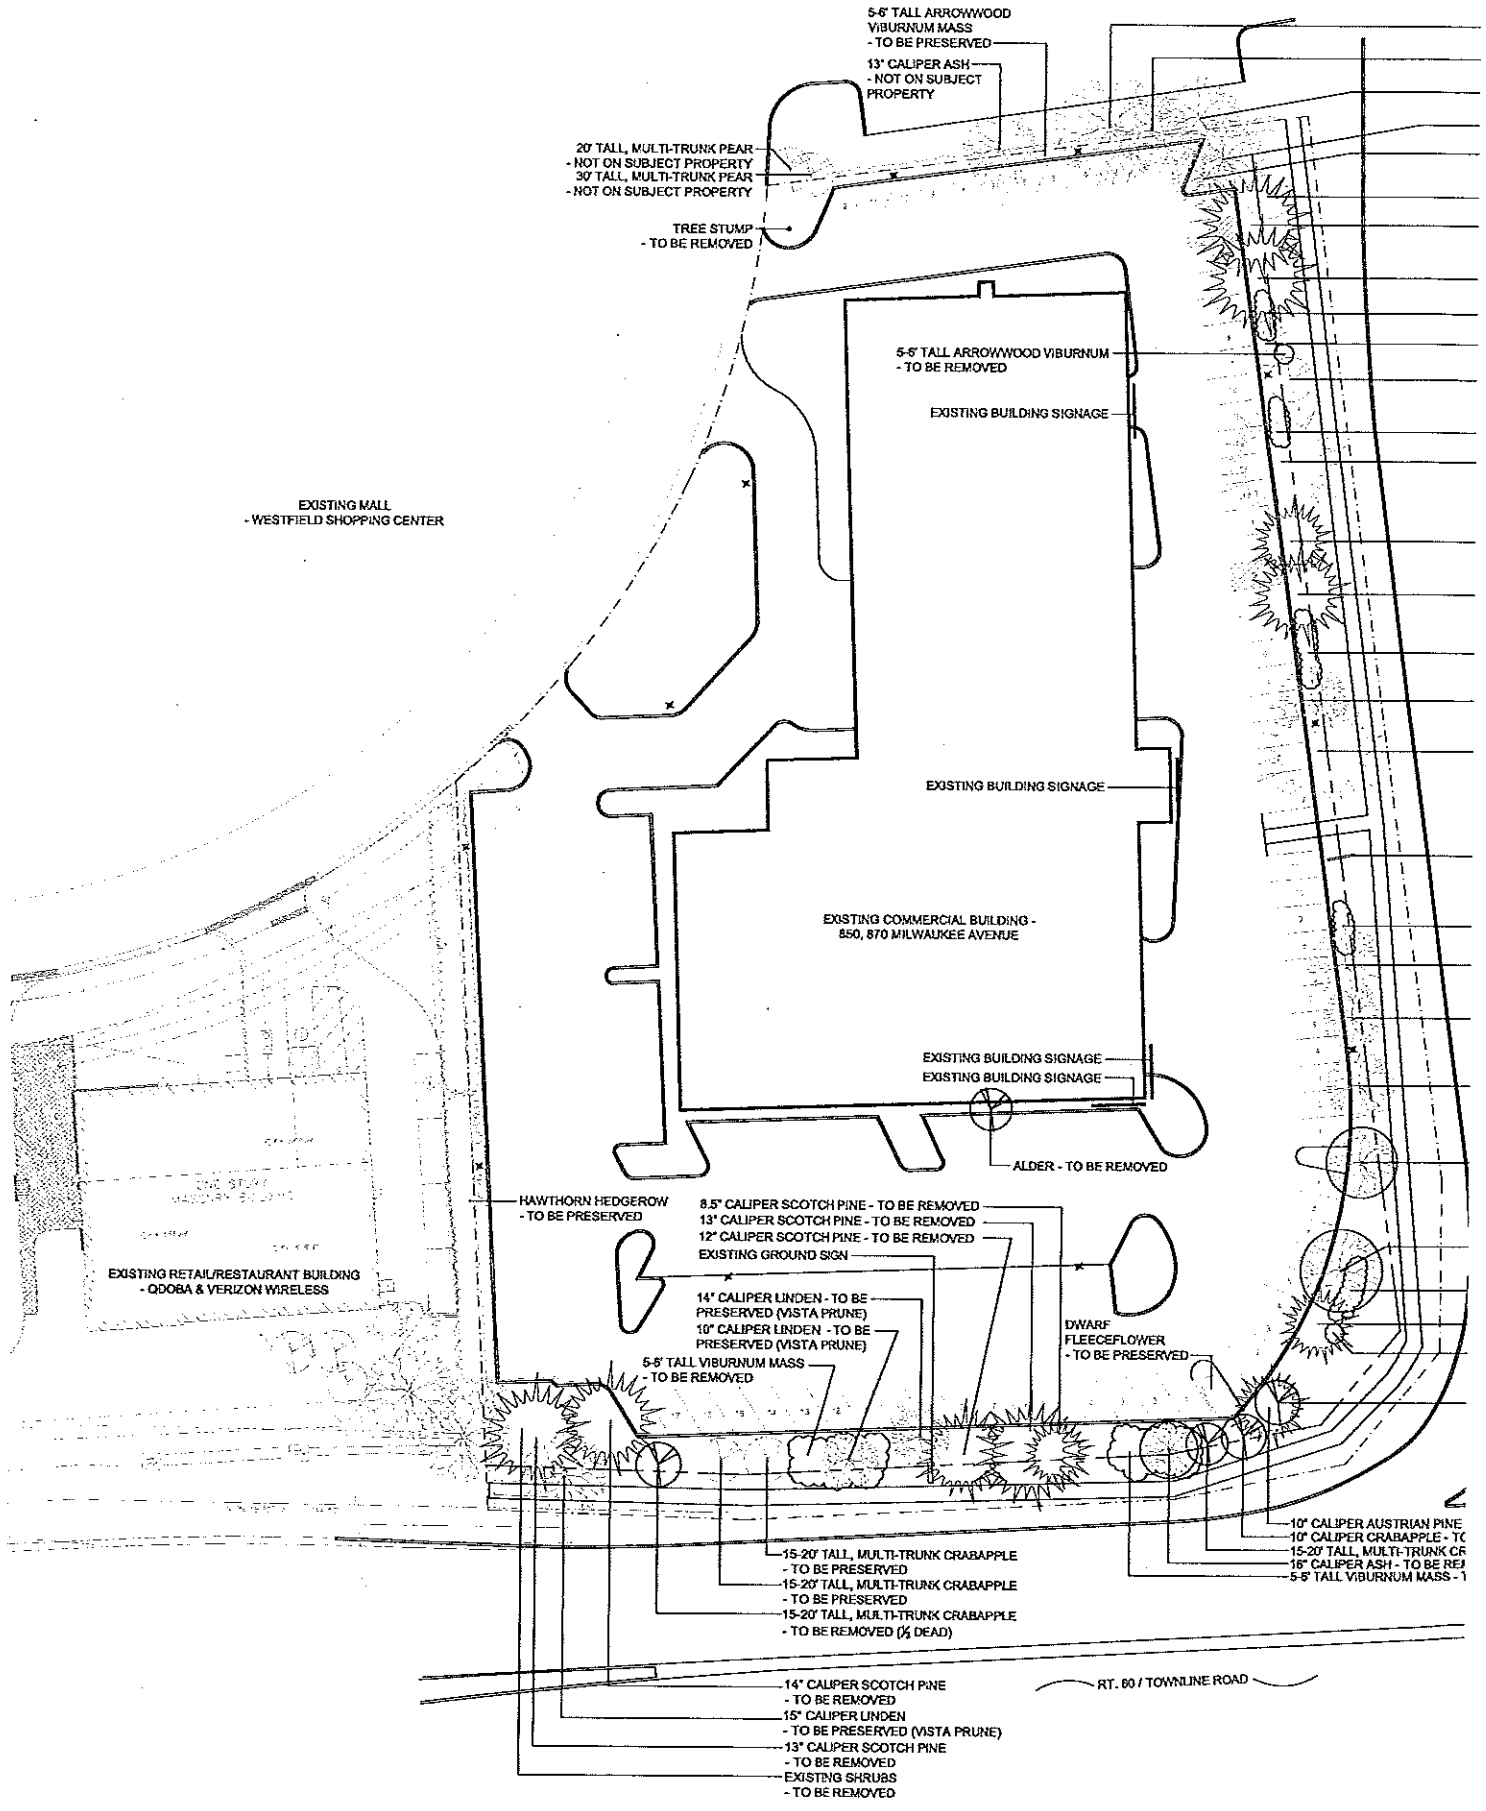 5-6' TALL ARROWWOOD
VIBURNUM MASS
- TO BE PRESERVED
13" CALIPER ASH
- NOT ON SUBJECT
PROPERTY
20' TALL, MULTI-TRUNK PEAR
- NOT ON SUBJECT PROPERTY
30' TALL, MULTI-TRUNK PEAR
- NOT ON SUBJECT PROPERTY
TREE STUMP
- TO BE REMOVED
5-6' TALL ARROWWOOD VIBURNUM
- TO BE REMOVED
EXISTING BUILDING SIGNAGE
EXISTING MALL
- WESTFIELD SHOPPING CENTER
EXISTING BUILDING SIGNAGE
EXISTING COMMERCIAL BUILDING -
850, 870 MILWAUKEE AVENUE
EXISTING BUILDING SIGNAGE
EXISTING BUILDING SIGNAGE
ALDER - TO BE REMOVED
HAWTHORN HEDGEROW
- TO BE PRESERVED
8.5" CALIPER SCOTCH PINE - TO BE REMOVED
13" CALIPER SCOTCH PINE - TO BE REMOVED
12" CALIPER SCOTCH PINE - TO BE REMOVED
EXISTING GROUND SIGN
EXISTING RETAIL/RESTAURANT BUILDING
- QDOBA & VERIZON WIRELESS
14" CALIPER LINDEN - TO BE
PRESERVED (VISTA PRUNE)
10" CALIPER LINDEN - TO BE
PRESERVED (VISTA PRUNE)
5-6' TALL VIBURNUM MASS
- TO BE REMOVED
DWARF
FLEECEFLOWER
- TO BE PRESERVED
10" CALIPER AUSTRIAN PINE
10" CALIPER CRABAPPLE - TO
15-20' TALL, MULTI-TRUNK CR
16" CALIPER ASH - TO BE RE
5-6' TALL VIBURNUM MASS -
15-20' TALL, MULTI-TRUNK CRABAPPLE
- TO BE PRESERVED
15-20' TALL, MULTI-TRUNK CRABAPPLE
- TO BE PRESERVED
15-20' TALL, MULTI-TRUNK CRABAPPLE
- TO BE REMOVED (½ DEAD)
14" CALIPER SCOTCH PINE
- TO BE REMOVED
15" CALIPER LINDEN
- TO BE PRESERVED (VISTA PRUNE)
13" CALIPER SCOTCH PINE
- TO BE REMOVED
EXISTING SHRUBS
- TO BE REMOVED
RT. 60 / TOWNLINE ROAD